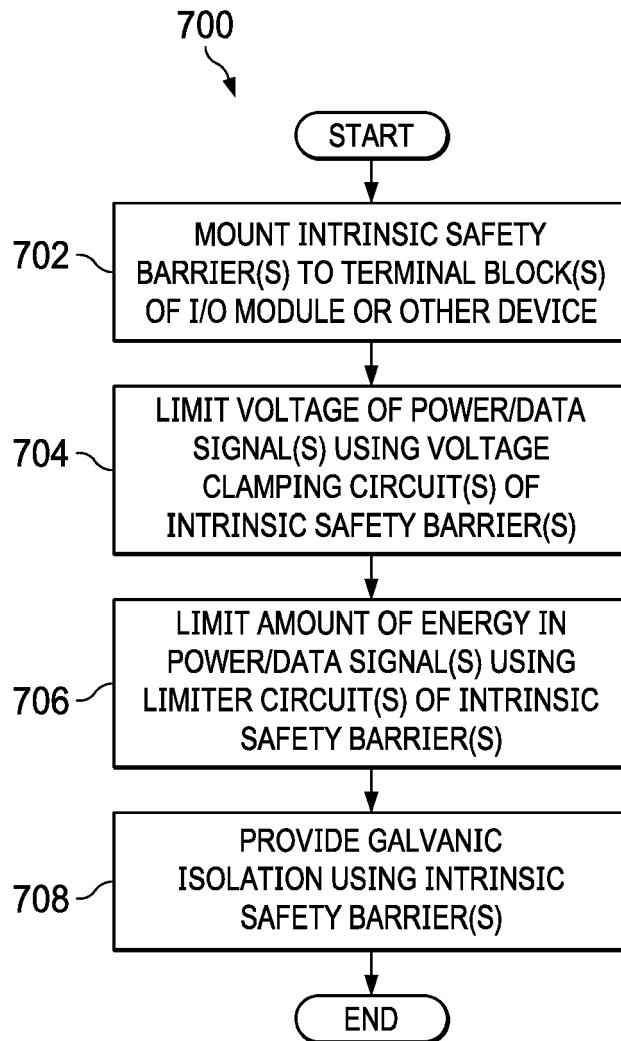 700
START
702
MOUNT INTRINSIC SAFETY
BARRIER(S) TO TERMINAL BLOCK(S)
OF I/O MODULE OR OTHER DEVICE
704
LIMIT VOLTAGE OF POWER/DATA
SIGNAL(S) USING VOLTAGE
CLAMPING CIRCUIT(S) OF
INTRINSIC SAFETY BARRIER(S)
706
LIMIT AMOUNT OF ENERGY IN
POWER/DATA SIGNAL(S) USING
LIMITER CIRCUIT(S) OF INTRINSIC
SAFETY BARRIER(S)
708
PROVIDE GALVANIC
ISOLATION USING INTRINSIC
SAFETY BARRIER(S)
END